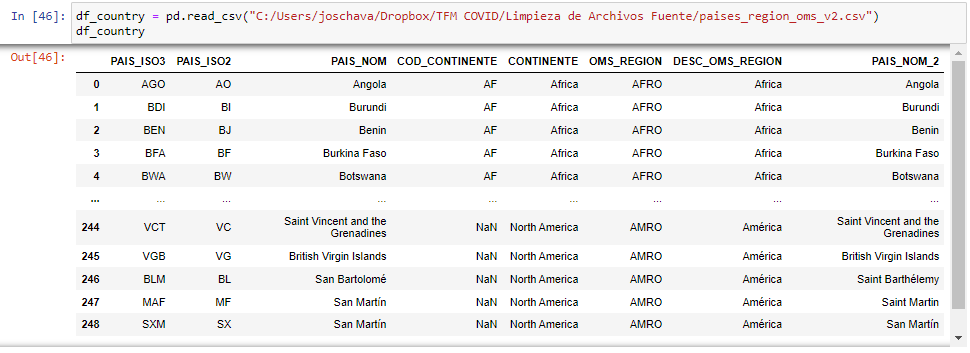 In [46]: df_country = pd.read_csv("C:/Users/joschava/Dropbox/TFM COVID/Limpieza de Archivos Fuente/paises_region_oms_v2.csv")
df_country
Out[46]:
PAIS_ISO3 PAIS_ISO2 PAIS_NOM COD_CONTINENTE CONTINENTE OMS_REGION DESC_OMS_REGION PAIS_NOM_2
0 AGO AO Angola AF Africa AFRO Africa Angola
1 BDI BI Burundi AF Africa AFRO Africa Burundi
2 BEN BJ Benin AF Africa AFRO Africa Benin
3 BFA BF Burkina Faso AF Africa AFRO Africa Burkina Faso
4 BWA BW Botswana AF Africa AFRO Africa Botswana
... ... ... ... ... ... ... ... ...
244 VCT VC Saint Vincent and the Grenadines NaN North America AMRO América Saint Vincent and the Grenadines
245 VGB VG British Virgin Islands NaN North America AMRO América British Virgin Islands
246 BLM BL San Bartolomé NaN North America AMRO América Saint Barthélemy
247 MAF MF San Martín NaN North America AMRO América Saint Martin
248 SXM SX San Martín NaN North America AMRO América San Martín